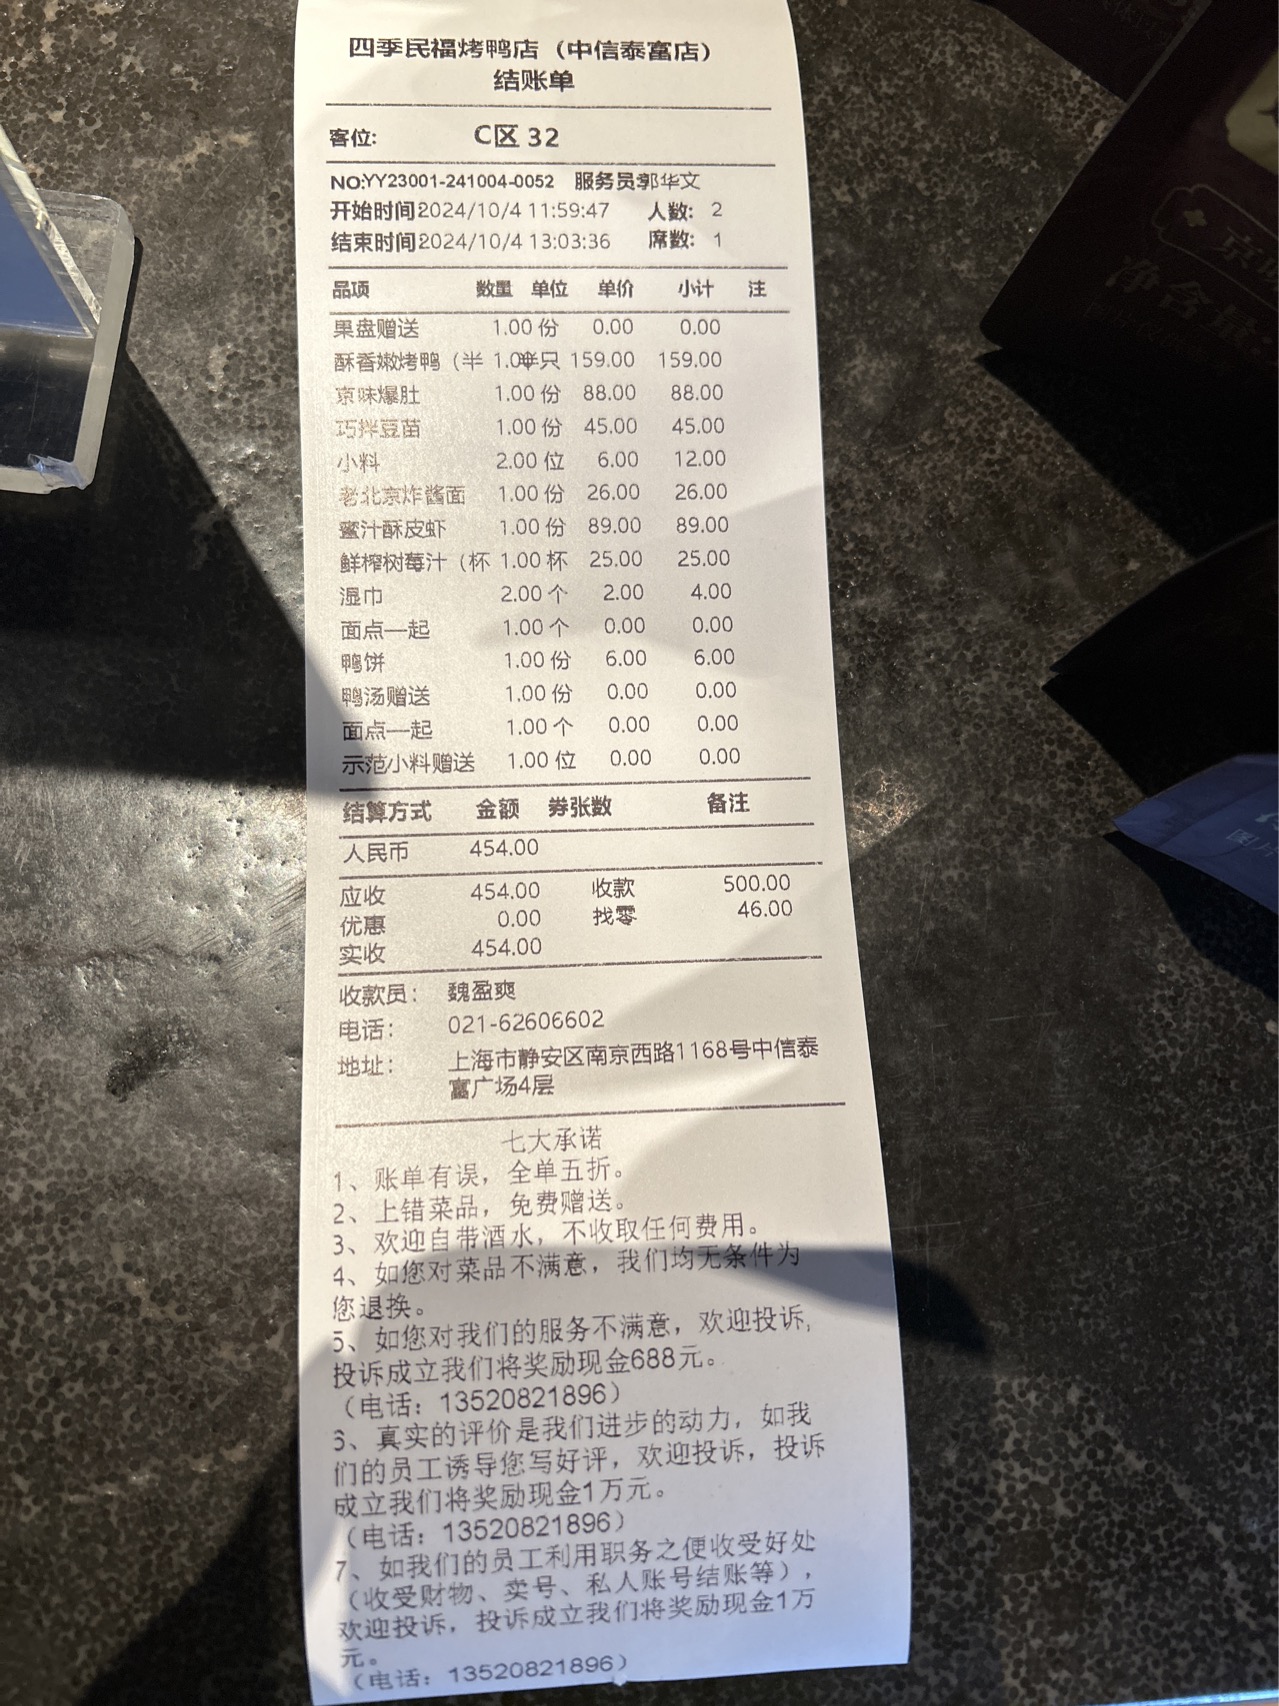 四季民福烤鸭店（中信泰富店）
结账单
客位： C区 32
NO:YY23001-241004-0052 服务员郭华文
开始时间2024/10/4 11:59:47 人数： 2
结束时间2024/10/4 13:03:36 席数： 1
品项 数量 单位 单价 小计 注
果盘赠送 1.00 份 0.00 0.00
酥香嫩烤鸭（半 1.00半只 159.00 159.00
京味爆肚 1.00 份 88.00 88.00
巧拌豆苗 1.00 份 45.00 45.00
小料 2.00 位 6.00 12.00
老北京炸酱面 1.00 份 26.00 26.00
蜜汁酥皮虾 1.00 份 89.00 89.00
鲜榨树莓汁（杯 1.00 杯 25.00 25.00
湿巾 2.00 个 2.00 4.00
面点一起 1.00 个 0.00 0.00
鸭饼 1.00 份 6.00 6.00
鸭汤赠送 1.00 份 0.00 0.00
面点一起 1.00 个 0.00 0.00
示范小料赠送 1.00 位 0.00 0.00
结算方式 金额 券张数 备注
人民币 454.00
应收 454.00 收款 500.00
优惠 0.00 找零 46.00
实收 454.00
收款员： 魏盈爽
电话： 021-62606602
地址： 上海市静安区南京西路1168号中信泰
富广场4层
七大承诺
1、账单有误，全单五折。
2、上错菜品，免费赠送。
3、欢迎自带酒水，不收取任何费用。
4、如您对菜品不满意，我们均无条件为
您退换。
5、如您对我们的服务不满意，欢迎投诉，
投诉成立我们将奖励现金688元。
（电话：13520821896）
6、真实的评价是我们进步的动力，如我
们的员工诱导您写好评，欢迎投诉，投诉
成立我们将奖励现金1万元。
（电话：13520821896）
7、如我们的员工利用职务之便收受好处
（收受财物、卖号、私人账号结账等），
欢迎投诉，投诉成立我们将奖励现金1万
元。
（电话：13520821896）
净含量
图片